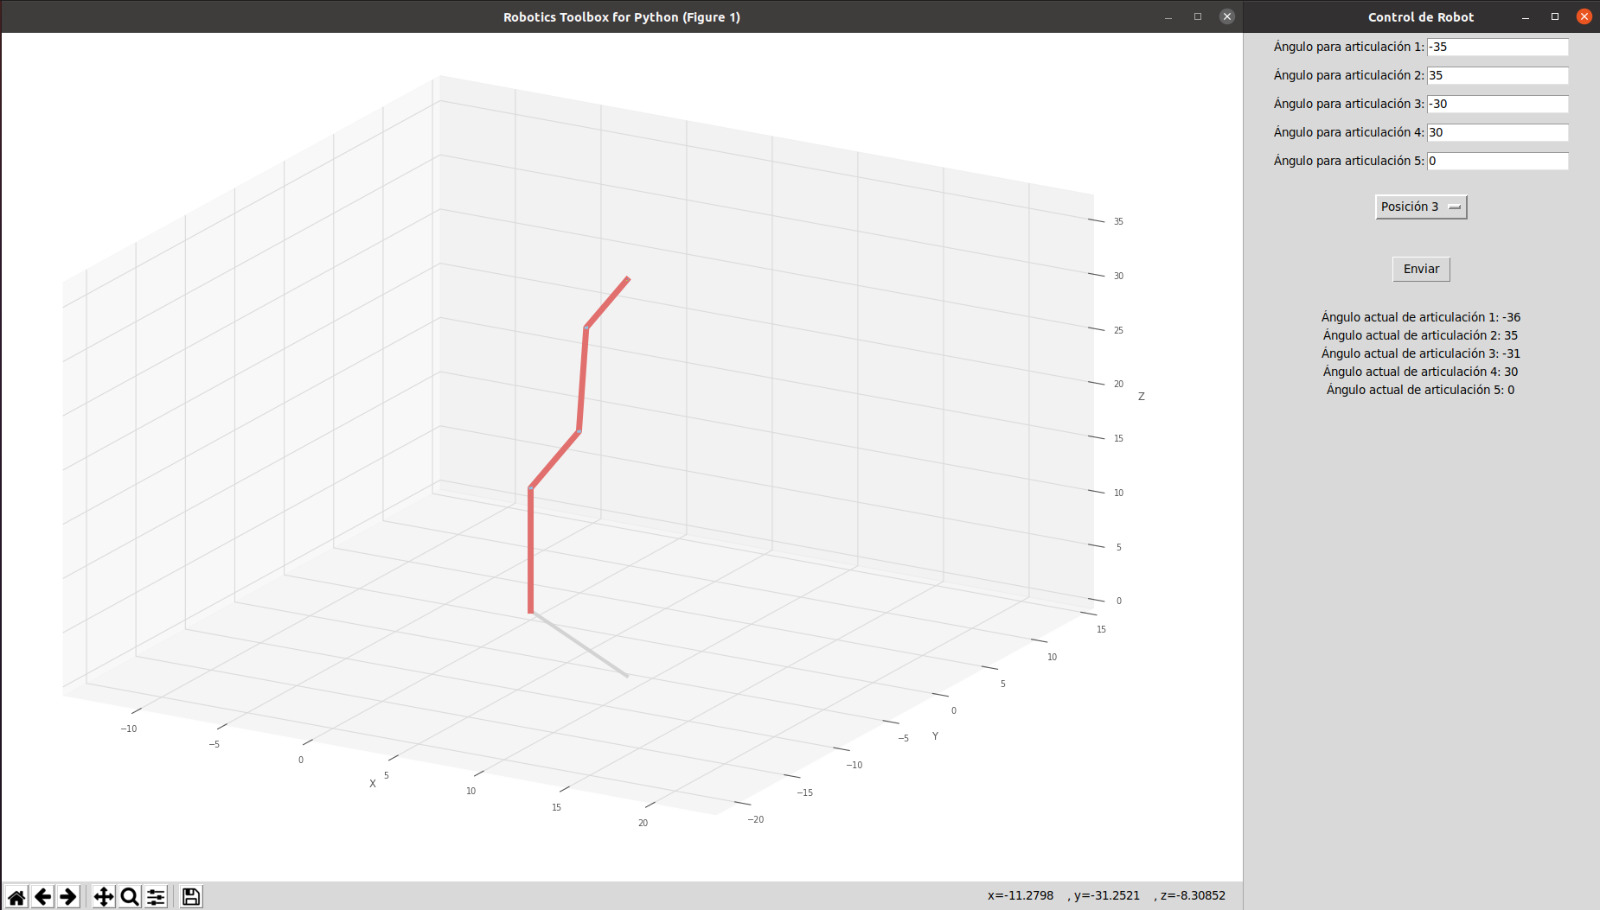 Robotics Toolbox for Python (Figure 1)
Control de Robot
Ángulo para articulación 1: -35
Ángulo para articulación 2: 35
Ángulo para articulación 3: -30
Ángulo para articulación 4: 30
Ángulo para articulación 5: 0
Posición 3
Enviar
Ángulo actual de articulación 1: -36
Ángulo actual de articulación 2: 35
Ángulo actual de articulación 3: -31
Ángulo actual de articulación 4: 30
Ángulo actual de articulación 5: 0
35
30
25
20
Z
15
10
5
0
15
10
5
0
−5
Y
−10
−15
−20
−10
−5
0
5
X
10
15
20
x=-11.2798 , y=-31.2521 , z=-8.30852